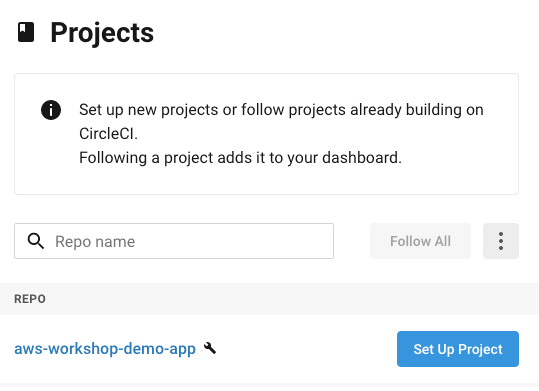 Projects
Set up new projects or follow projects already building on
CircleCI.
Following a project adds it to your dashboard.
Repo name
Follow All
REPO
aws-workshop-demo-app
Set Up Project